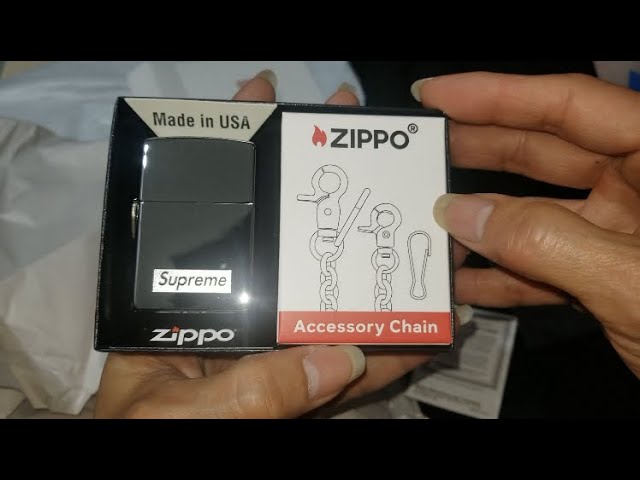 Made in USA
Supreme
zippo
ZIPPO®
Accessory Chain